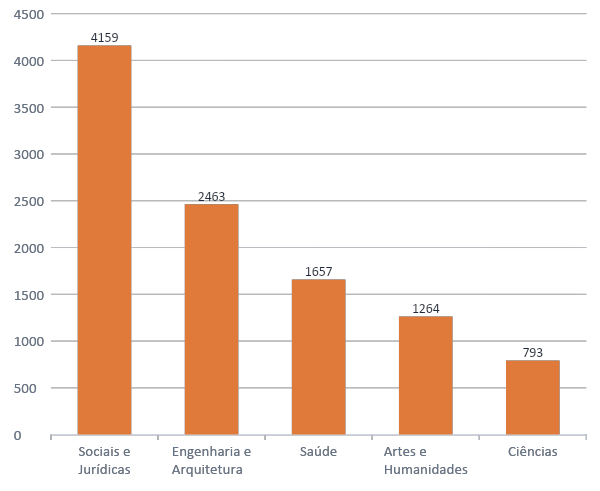 4500
4159
4000
3500
3000
2500
2463
2000
1657
1500
1264
1000
793
500
0
Sociais e
Jurídicas
Engenharia e
Arquitetura
Saúde
Artes e
Humanidades
Ciências